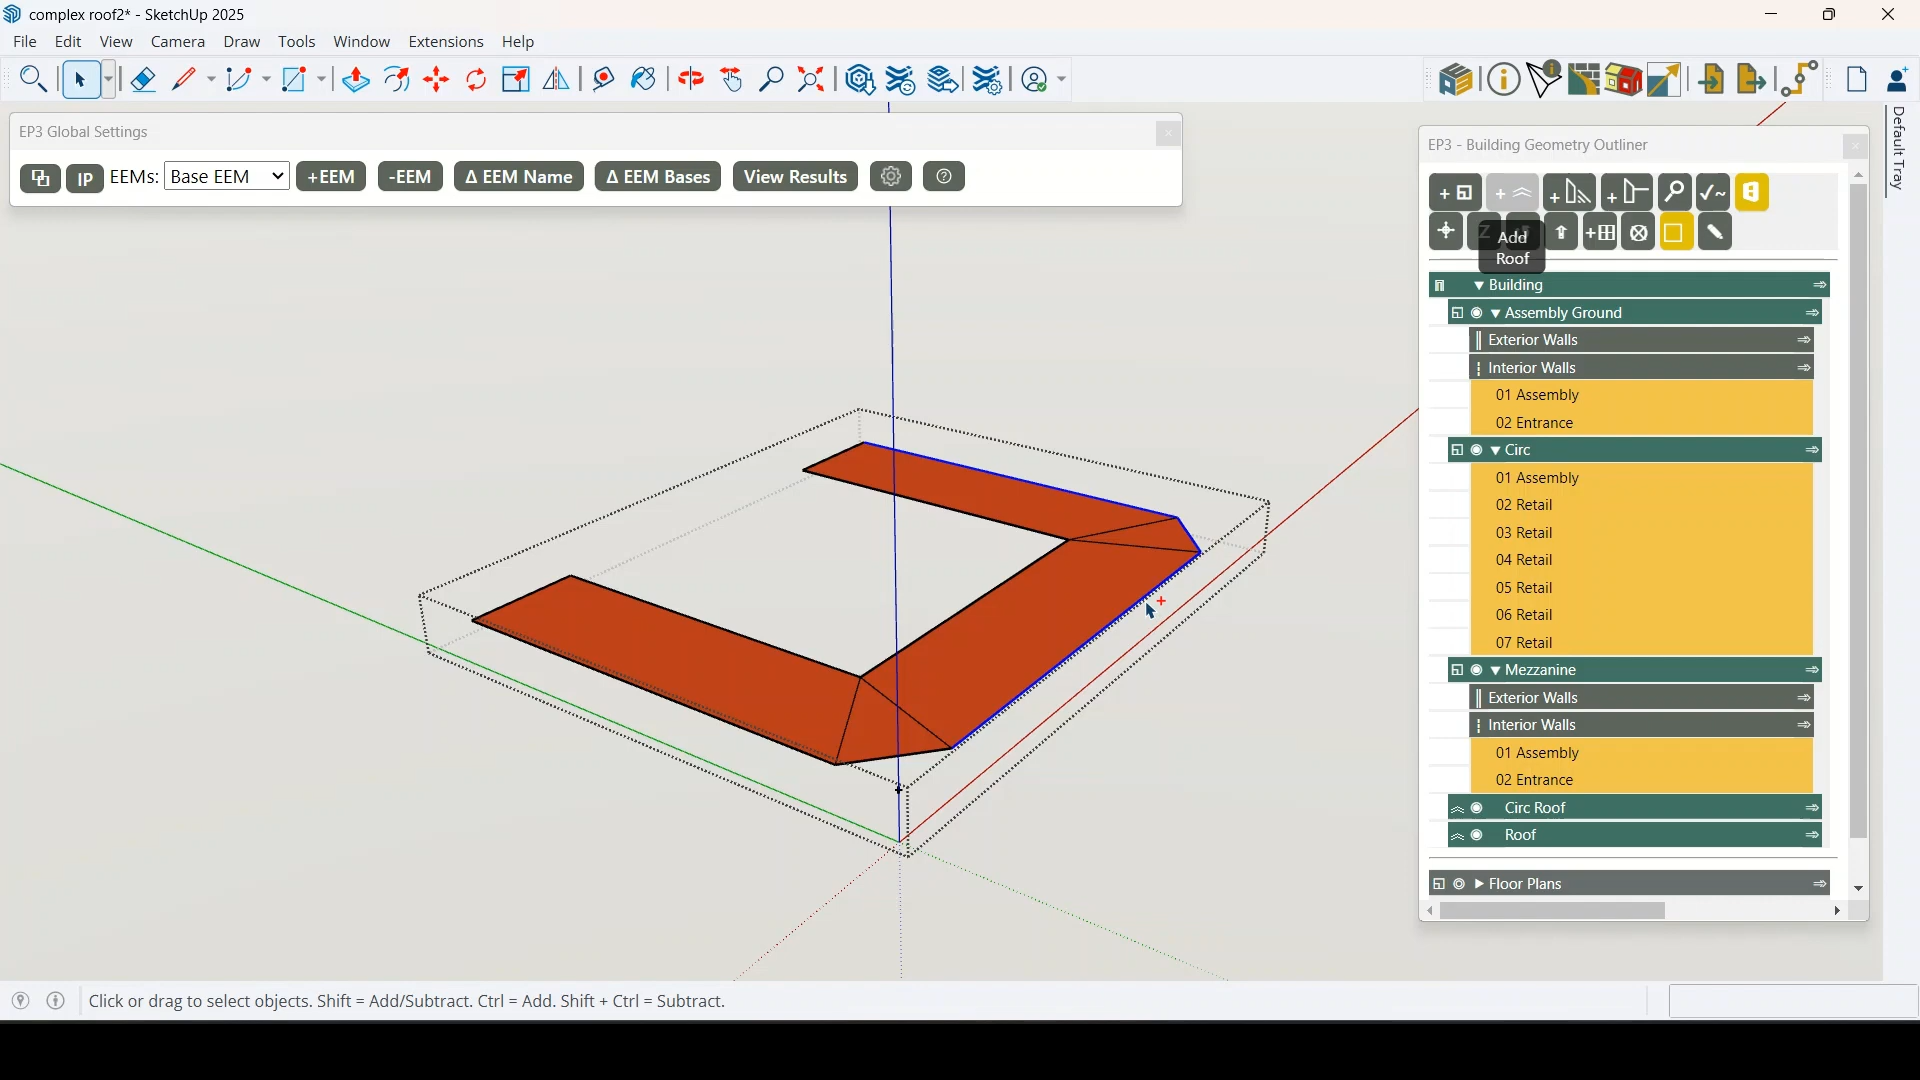 complex roof2* - SketchUp 2025
File Edit View Camera Draw Tools Window Extensions Help
EP3 Global Settings
IP EEMs: Base EEM +EEM -EEM Δ EEM Name Δ EEM Bases View Results
Default Tray
EP3 - Building Geometry Outliner
Add
Roof
Building
Assembly Ground
Exterior Walls
Interior Walls
01 Assembly
02 Entrance
Circ
01 Assembly
02 Retail
03 Retail
04 Retail
05 Retail
06 Retail
07 Retail
Mezzanine
Exterior Walls
Interior Walls
01 Assembly
02 Entrance
Circ Roof
Roof
Floor Plans
Click or drag to select objects. Shift = Add/Subtract. Ctrl = Add. Shift + Ctrl = Subtract.